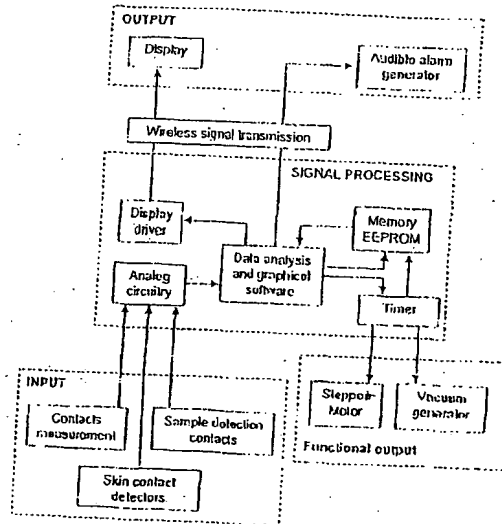 OUTPUT
Display
Audible alarm
generator
Wireless signal transmission
SIGNAL PROCESSING
Display
driver
Memory
EEPROM
Data analysis
and graphical
software
Analog
circuitry
Timer
INPUT
Contacts
measurement
Sample detection
contacts
Skin contact
detectors
Stepper
Motor
Vacuum
generator
Functional output